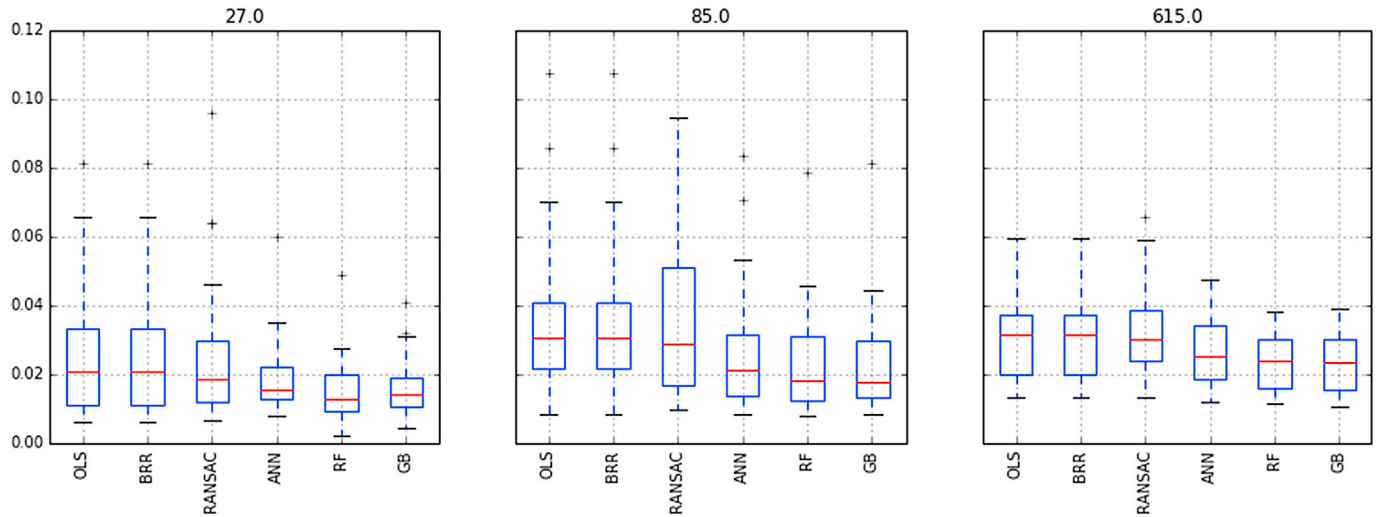 27.0 85.0 615.0
0.12
0.10
0.08
0.06
0.04
0.02
0.00
OLS BRR RANSAC ANN RF GB
OLS BRR RANSAC ANN RF GB
OLS BRR RANSAC ANN RF GB